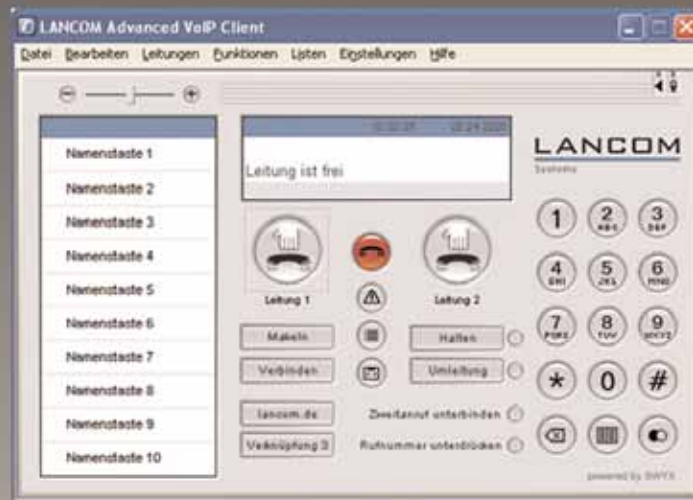 LANCOM Advanced VoIP Client
Datei Bearbeiten Leitungen Funktionen Listen Einstellungen Hilfe
Namenstaste 1
Namenstaste 2
Namenstaste 3
Namenstaste 4
Namenstaste 5
Namenstaste 6
Namenstaste 7
Namenstaste 8
Namenstaste 9
Namenstaste 10
Leitung ist frei
Leitung 1
Leitung 2
Makeln
Verbinden
lancom.de
Verknüpfung 3
Halten
Umleitung
Zweitanruf unterbinden
Rufnummer unterdrücken
LANCOM
Systems
1 2 3
ABC DEF
4 5 6
GHI JKL MNO
7 8 9
PQRS TUV WXYZ
* 0 #
powered by SWYX